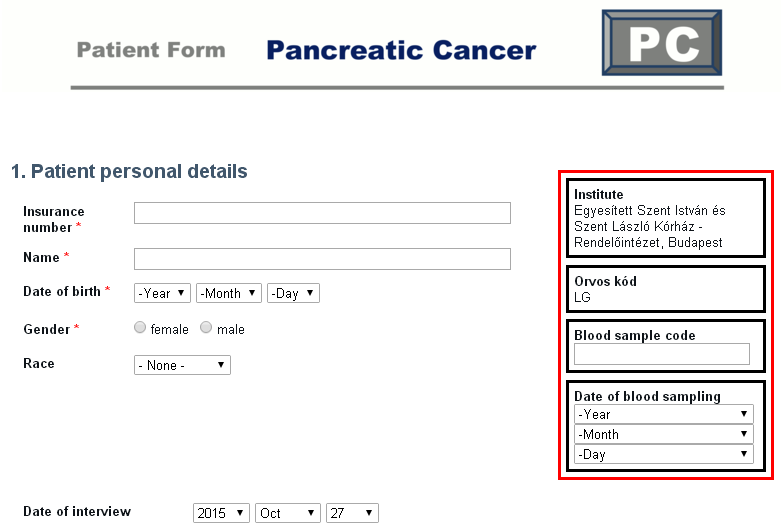 Patient Form Pancreatic Cancer PC
1. Patient personal details
Insurance
number *
Name *
Date of birth * -Year -Month -Day
Gender * female male
Race - None -
Institute
Egyesített Szent István és
Szent László Kórház -
Rendelőintézet, Budapest
Orvos kód
LG
Blood sample code
Date of blood sampling
-Year
-Month
-Day
Date of interview 2015 Oct 27